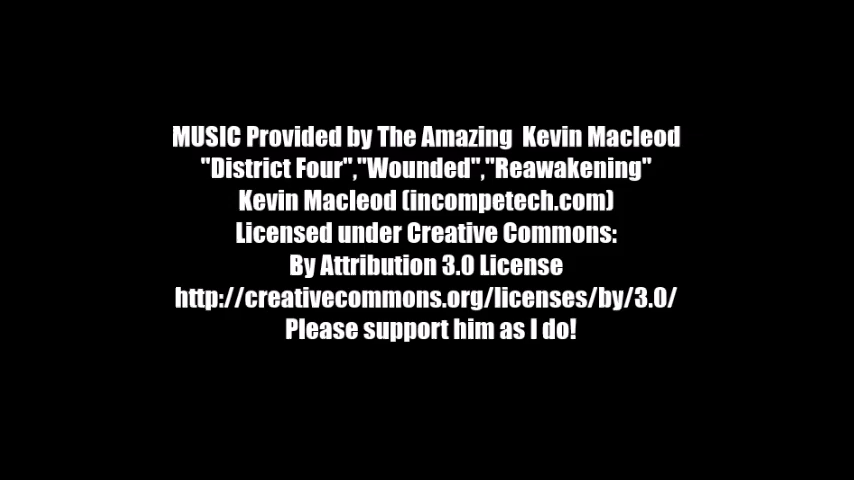 MUSIC Provided by The Amazing  Kevin Macleod
"District Four","Wounded","Reawakening"
Kevin Macleod (incompetech.com)
Licensed under Creative Commons:
By Attribution 3.0 License
http://creativecommons.org/licenses/by/3.0/
Please support him as I do!